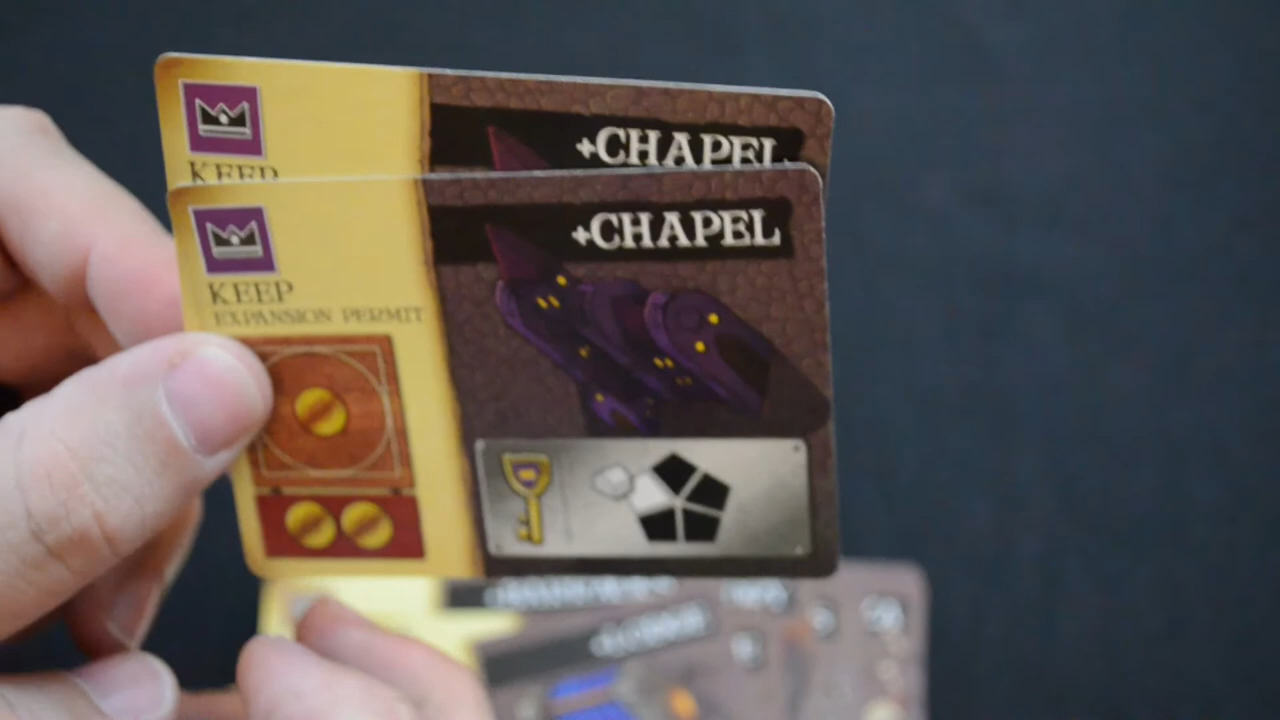 +CHAPEL
KEEP
+CHAPEL
KEEP
EXPANSION PERMIT